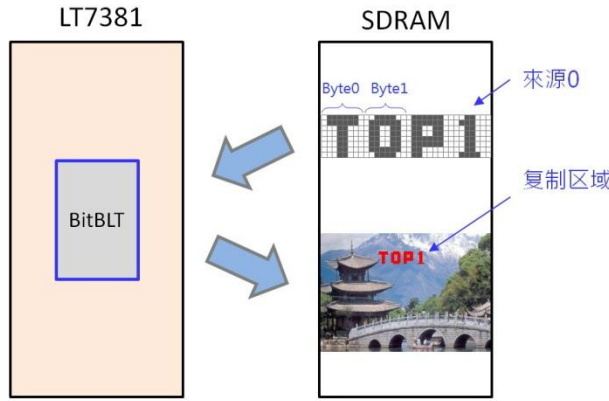 LT7381
SDRAM
Byte0 Byte1
來源0
TOP1
复制区域
BitBLT
TOP1